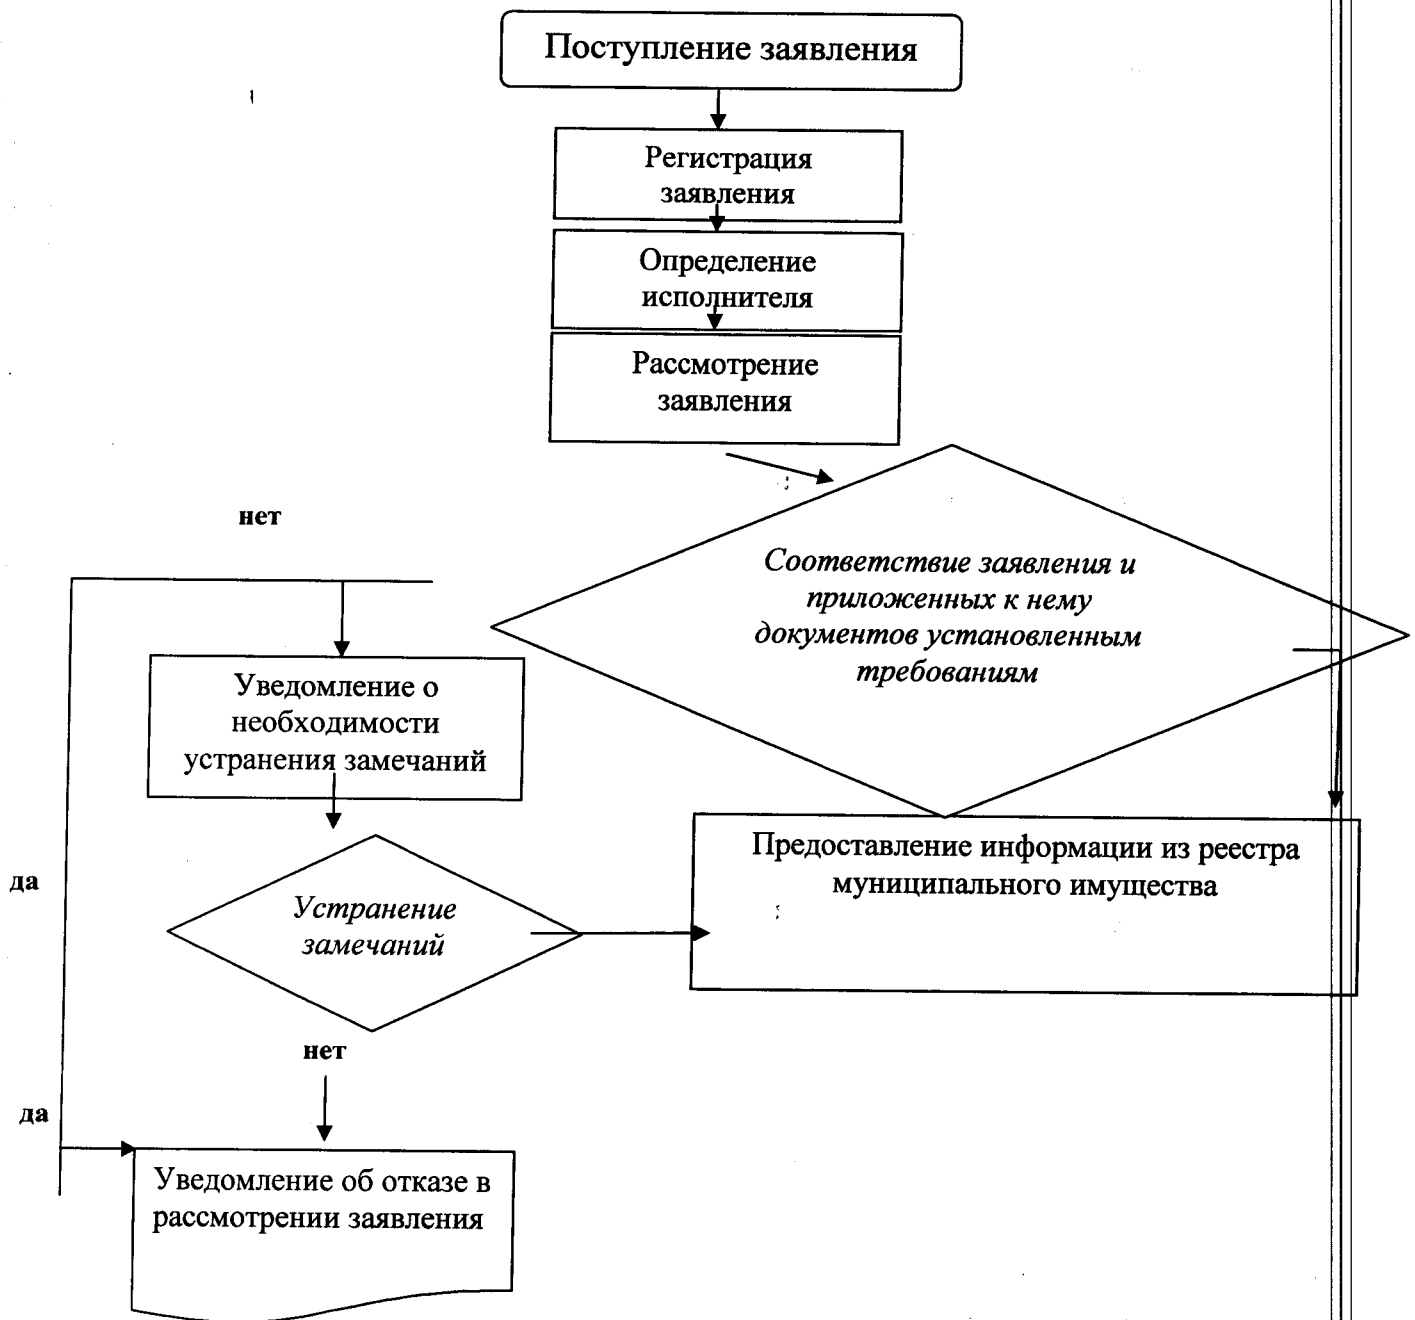 Поступление заявления
Регистрация
заявления
Определение
исполнителя
Рассмотрение
заявления
нет
Соответствие заявления и
приложенных к нему
документов установленным
требованиям
Уведомление о
необходимости
устранения замечаний
Предоставление информации из реестра
муниципального имущества
да
Устранение
замечаний
нет
да
Уведомление об отказе в
рассмотрении заявления